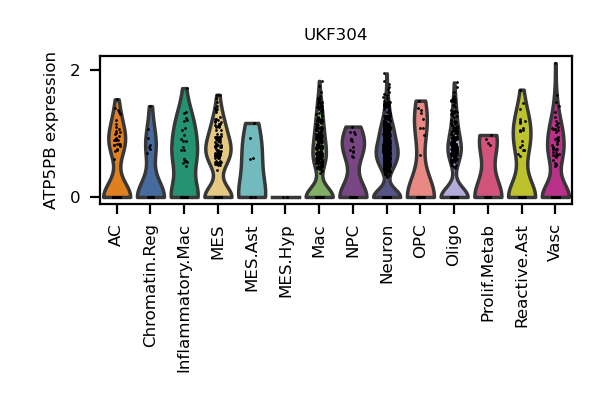 UKF304
ATP5PB expression
2
0
AC
Chromatin.Reg
Inflammatory.Mac
MES
MES.Ast
MES.Hyp
Mac
NPC
Neuron
OPC
Oligo
Prolif.Metab
Reactive.Ast
Vasc